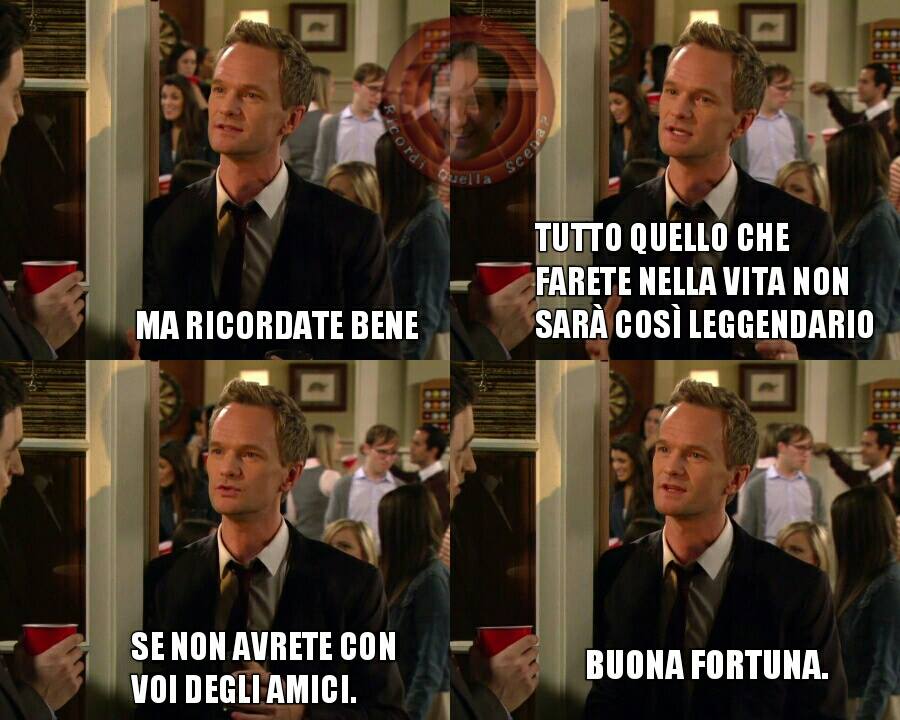 Ricordi Quella Scena?
MA RICORDATE BENE
TUTTO QUELLO CHE
FARETE NELLA VITA NON
SARÀ COSÌ LEGGENDARIO
SE NON AVRETE CON
VOI DEGLI AMICI.
BUONA FORTUNA.